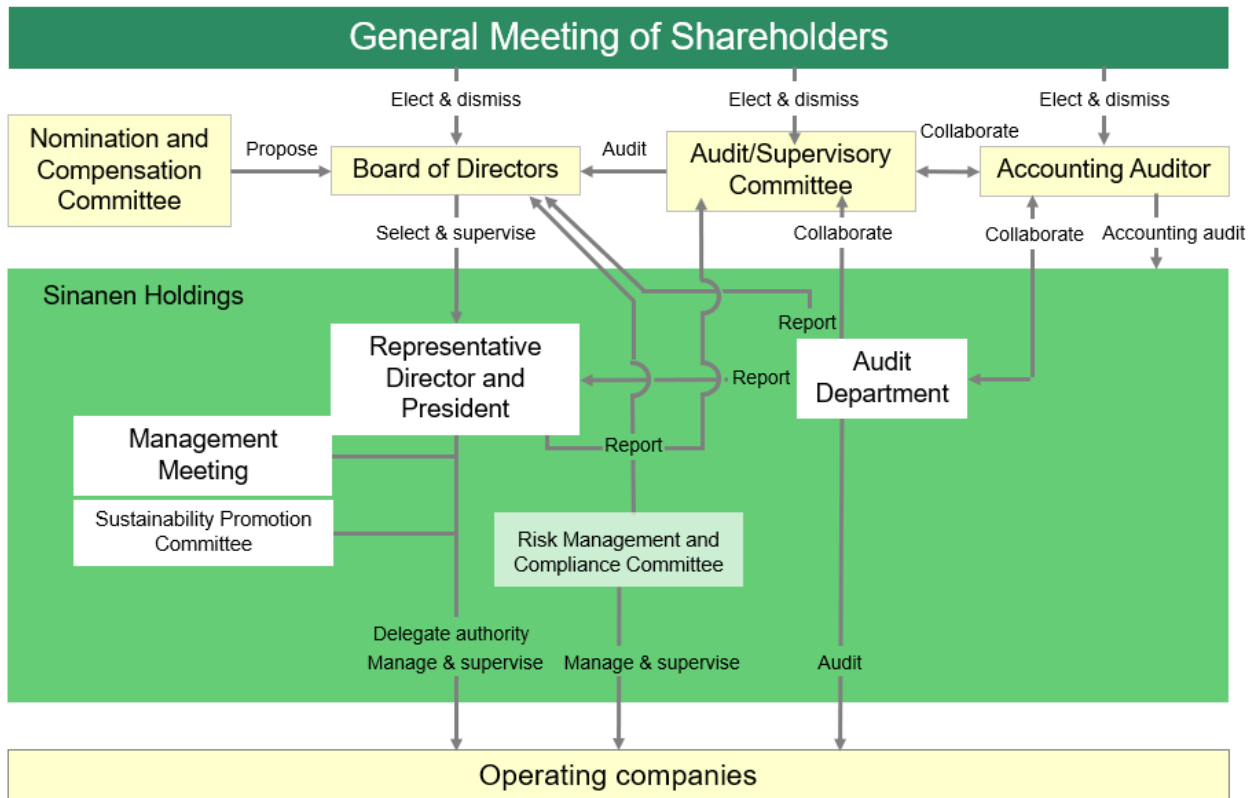 General Meeting of Shareholders
Elect & dismiss
Elect & dismiss
Elect & dismiss
Nomination and
Compensation
Committee
Propose
Board of Directors
Audit
Audit/Supervisory
Committee
Collaborate
Accounting Auditor
Select & supervise
Collaborate
Collaborate
Accounting audit
Sinanen Holdings
Report
Representative
Director and
President
Report
Audit
Department
Management
Meeting
Report
Sustainability Promotion
Committee
Risk Management and
Compliance Committee
Delegate authority
Manage & supervise
Manage & supervise
Audit
Operating companies